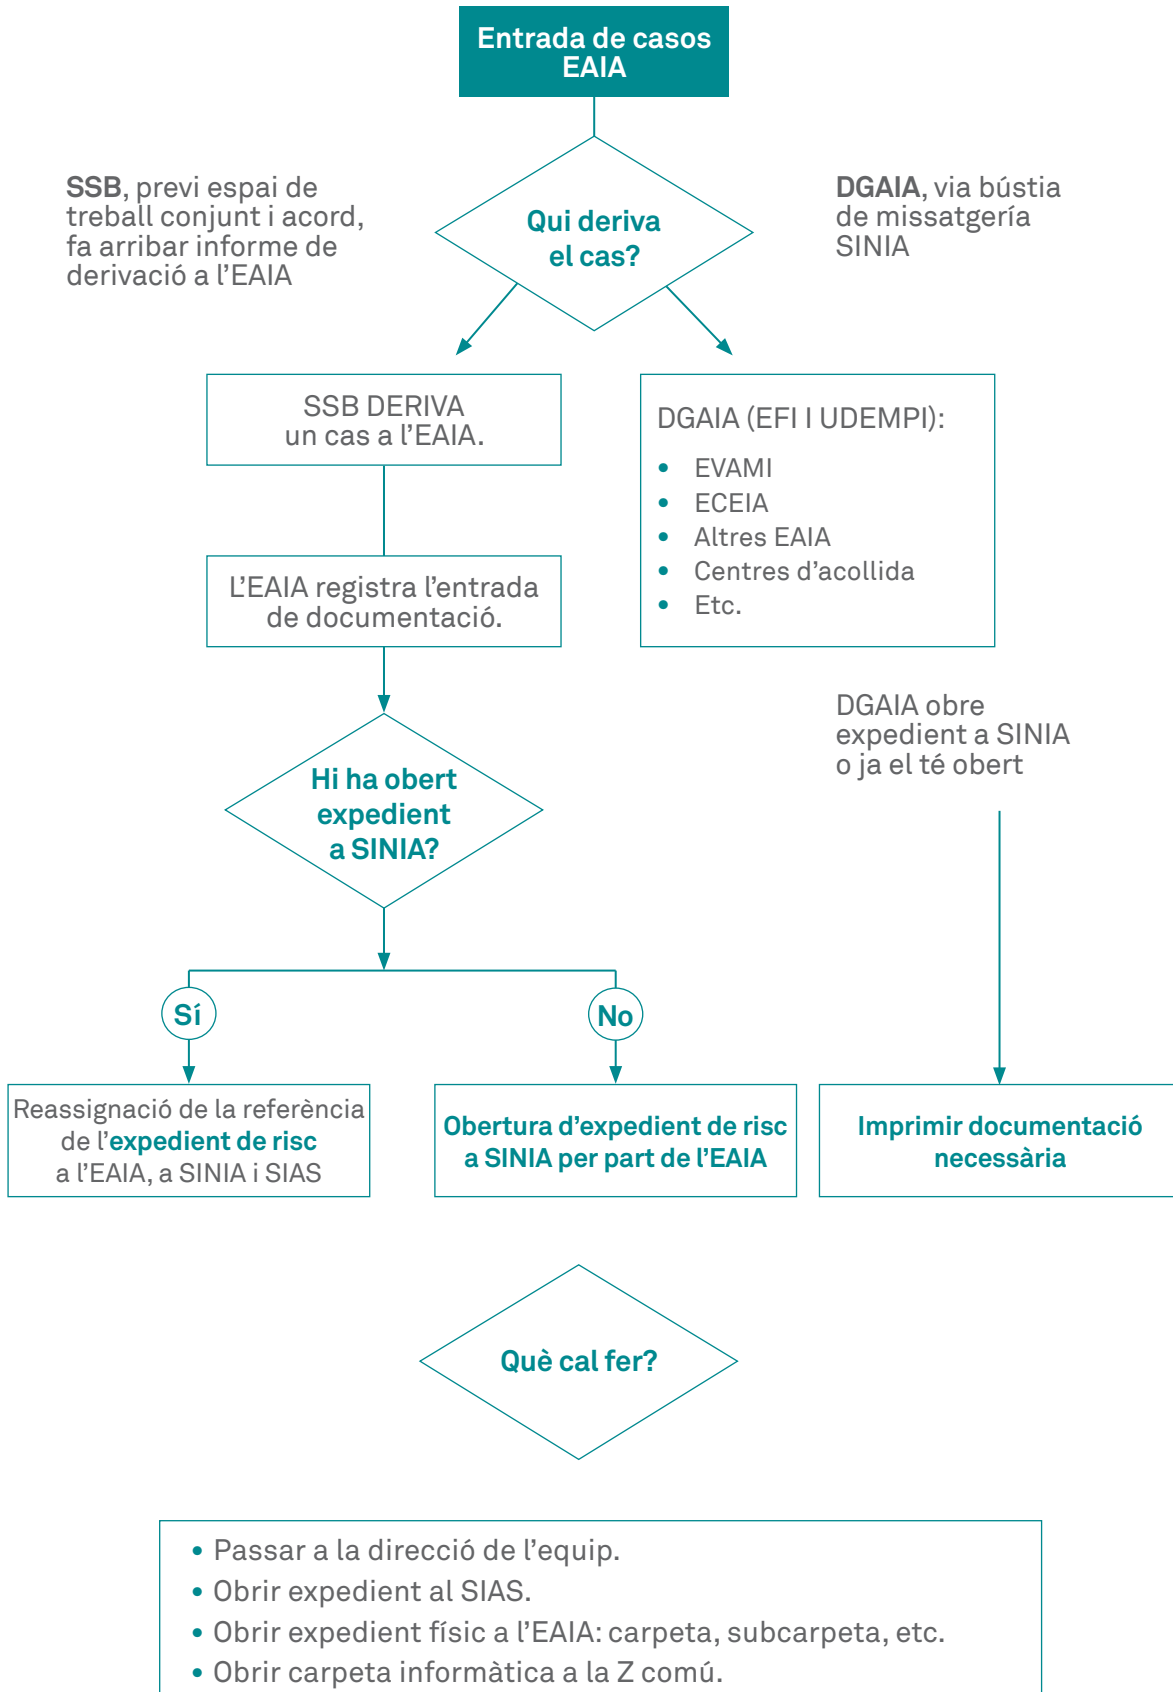 Entrada de casos
EAIA
SSB, previ espai de
treball conjunt i acord,
fa arribar informe de
derivació a l’EAIA
Qui deriva
el cas?
DGAIA, via bústia
de missatgería
SINIA
SSB DERIVA
un cas a l’EAIA.
DGAIA (EFI I UDEMPI):
• EVAMI
• ECEIA
• Altres EAIA
• Centres d’acollida
• Etc.
L’EAIA registra l’entrada
de documentació.
DGAIA obre
expedient a SINIA
o ja el té obert
Hi ha obert
expedient
a SINIA?
Sí
No
Reassignació de la referència
de l’expedient de risc
a l’EAIA, a SINIA i SIAS
Obertura d’expedient de risc
a SINIA per part de l’EAIA
Imprimir documentació
necessària
Què cal fer?
• Passar a la direcció de l’equip.
• Obrir expedient al SIAS.
• Obrir expedient físic a l’EAIA: carpeta, subcarpeta, etc.
• Obrir carpeta informàtica a la Z comú.